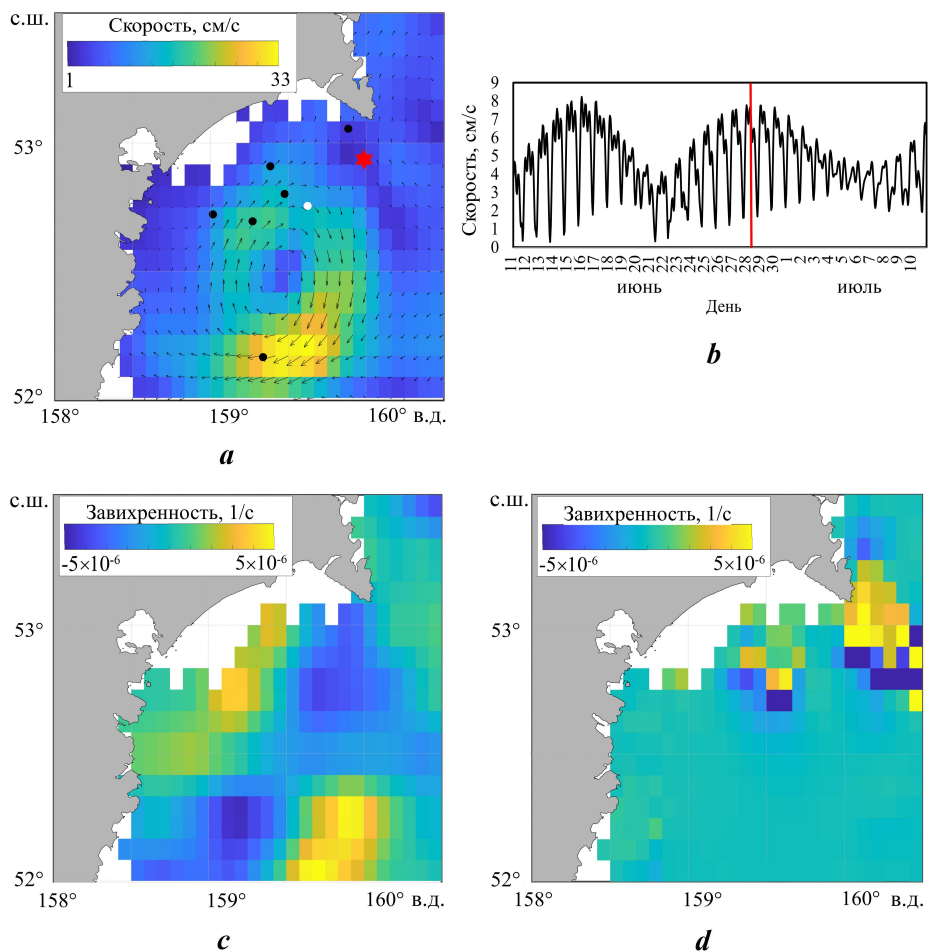 с.ш.
Скорость, см/с
1 33
53°
52°
158° 159° 160° в.д.
a
Скорость, см/с
9
8
7
6
5
4
3
2
1
0
11 12 13 14 15 16 17 18 19 20 21 22 23 24 25 26 27 28 29 30 1 2 3 4 5 6 7 8 9 10
июнь июль
День
b
с.ш.
Завихренность, 1/с
-5×10⁻⁶ 5×10⁻⁶
53°
52°
158° 159° 160° в.д.
c
с.ш.
Завихренность, 1/с
-5×10⁻⁶ 5×10⁻⁶
53°
52°
158° 159° 160° в.д.
d